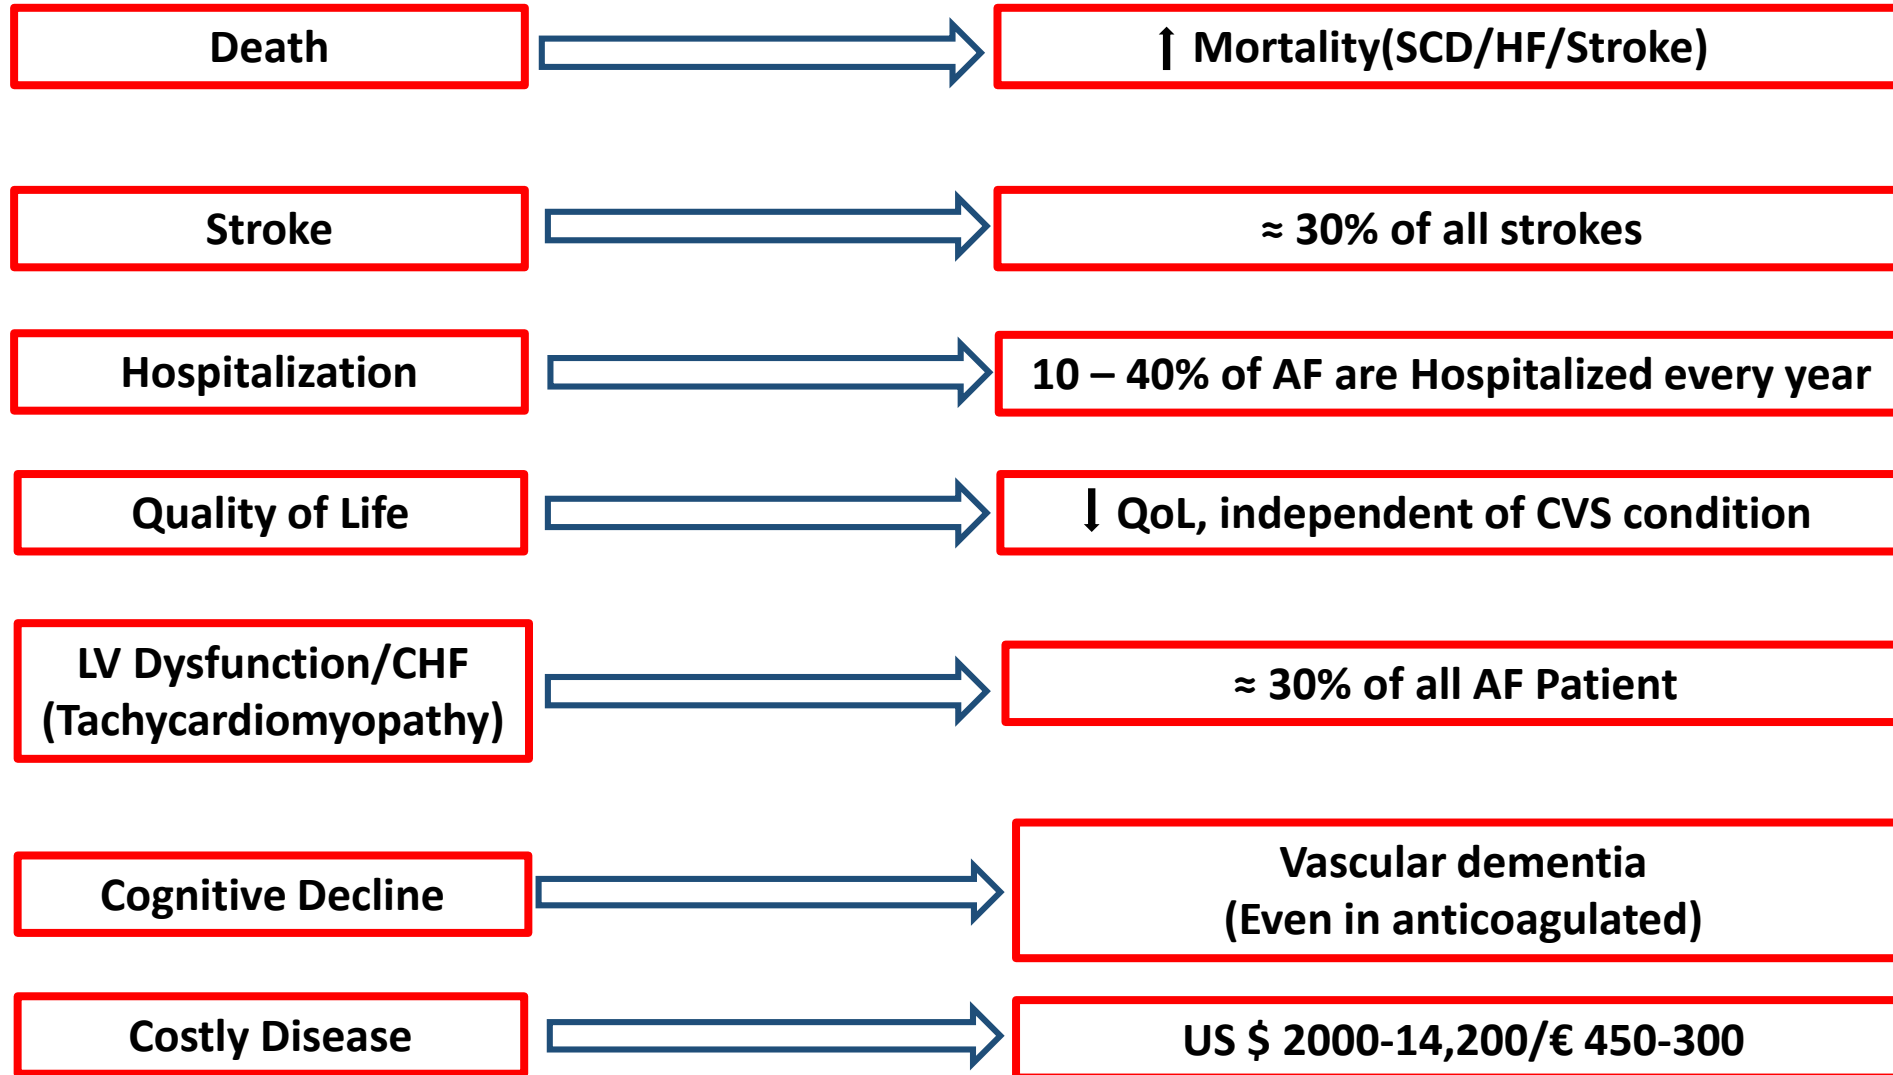 Death
↑ Mortality(SCD/HF/Stroke)
Stroke
≈ 30% of all strokes
Hospitalization
10 – 40% of AF are Hospitalized every year
Quality of Life
↓ QoL, independent of CVS condition
LV Dysfunction/CHF
(Tachycardiomyopathy)
≈ 30% of all AF Patient
Cognitive Decline
Vascular dementia
(Even in anticoagulated)
Costly Disease
US $ 2000-14,200/€ 450-300